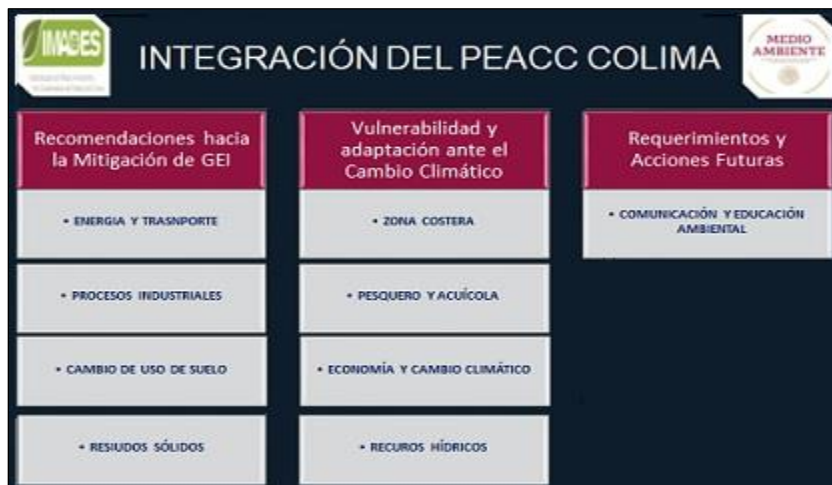 IMADES
INTEGRACIÓN DEL PEACC COLIMA
MEDIO
AMBIENTE
Recomendaciones hacia
la Mitigación de GEI
• ENERGIA Y TRASNPORTE
• PROCESOS INDUSTRIALES
• CAMBIO DE USO DE SUELO
• RESIUDOS SÓLIDOS
Vulnerabilidad y
adaptación ante el
Cambio Climático
• ZONA COSTERA
• PESQUERO Y ACUÍCOLA
• ECONOMÍA Y CAMBIO CLIMÁTICO
• RECUROS HÍDRICOS
Requerimientos y
Acciones Futuras
• COMUNICACIÓN Y EDUCACIÓN
AMBIENTAL